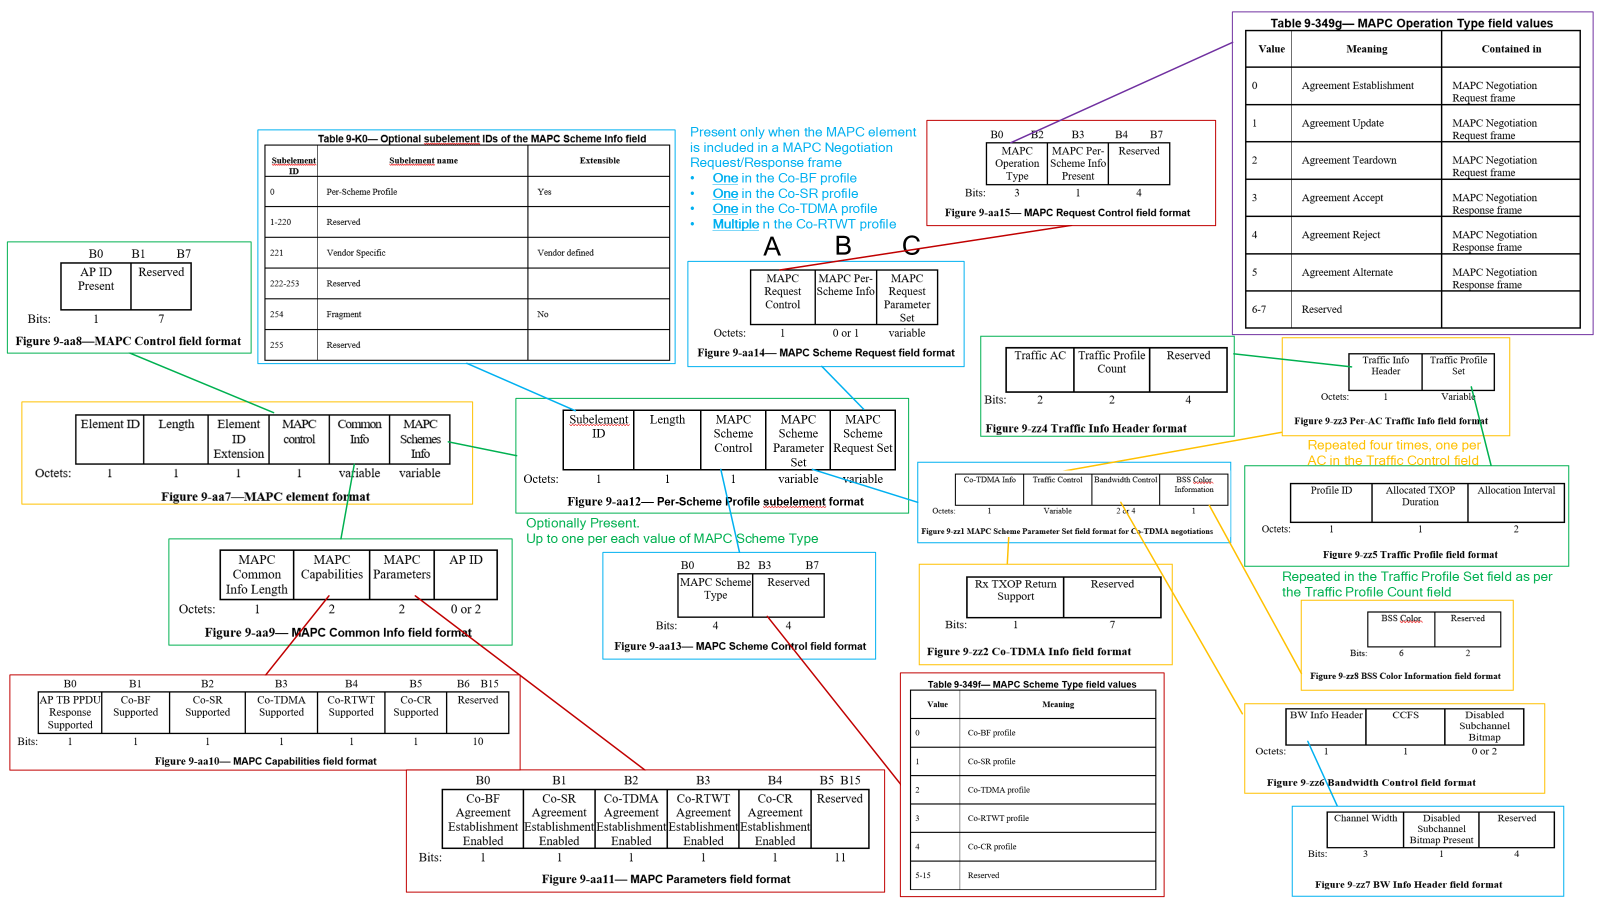 Table 9-349g— MAPC Operation Type field values
Value Meaning Contained in
0 Agreement Establishment MAPC Negotiation
Request frame
1 Agreement Update MAPC Negotiation
Request frame
2 Agreement Teardown MAPC Negotiation
Request frame
3 Agreement Accept MAPC Negotiation
Response frame
4 Agreement Reject MAPC Negotiation
Response frame
5 Agreement Alternate MAPC Negotiation
Response frame
6-7 Reserved
Table 9-K0— Optional subelement IDs of the MAPC Scheme Info field
Subelement Subelement name Extensible
ID
0 Per-Scheme Profile Yes
1-220 Reserved
221 Vendor Specific Vendor defined
222-253 Reserved
254 Fragment No
255 Reserved
Present only when the MAPC element
is included in a MAPC Negotiation
Request/Response frame
• One in the Co-BF profile
• One in the Co-SR profile
• One in the Co-TDMA profile
• Multiple n the Co-RTWT profile
B0 B2 B3 B4 B7
MAPC MAPC Per- Reserved
Operation Scheme Info
Type Present
Bits: 3 1 4
Figure 9-aa15— MAPC Request Control field format
A B C
MAPC MAPC Per- MAPC
Request Scheme Info Request
Control Parameter
Set
Octets: 1 0 or 1 variable
Figure 9-aa14— MAPC Scheme Request field format
B0 B1 B7
AP ID Reserved
Present
Bits: 1 7
Figure 9-aa8—MAPC Control field format
Traffic AC Traffic Profile Reserved
Count
Bits: 2 2 4
Figure 9-zz4 Traffic Info Header format
Traffic Info Traffic Profile
Header Set
Octets: 1 Variable
Figure 9-zz3 Per-AC Traffic Info field format
Repeated four times, one per
AC in the Traffic Control field
Element ID Length Element MAPC Common MAPC
ID control Info Schemes
Extension Info
Octets: 1 1 1 1 variable variable
Figure 9-aa7—MAPC element format
Subelement Length MAPC MAPC MAPC
ID Scheme Scheme Scheme
Control Parameter Request Set
Set
Octets: 1 1 1 variable variable
Figure 9-aa12— Per-Scheme Profile subelement format
Optionally Present.
Up to one per each value of MAPC Scheme Type
Co-TDMA Info Traffic Control Bandwidth Control BSS Color
Information
Octets: 1 Variable 2 or 4 1
Figure 9-zz1 MAPC Scheme Parameter Set field format for Co-TDMA negotiations
Profile ID Allocated TXOP Allocation Interval
Duration
Octets: 1 1 2
Figure 9-zz5 Traffic Profile field format
Repeated in the Traffic Profile Set field as per
the Traffic Profile Count field
MAPC MAPC MAPC AP ID
Common Capabilities Parameters
Info Length
Octets: 1 2 2 0 or 2
Figure 9-aa9— MAPC Common Info field format
B0 B2 B3 B7
MAPC Scheme Reserved
Type
Bits: 4 4
Figure 9-aa13— MAPC Scheme Control field format
Rx TXOP Return Reserved
Support
Bits: 1 7
Figure 9-zz2 Co-TDMA Info field format
BSS Color Reserved
Bits: 6 2
Figure 9-zz8 BSS Color Information field format
B0 B1 B2 B3 B4 B5 B6 B15
AP TB PPDU Co-BF Co-SR Co-TDMA Co-RTWT Co-CR Reserved
Response Supported Supported Supported Supported Supported
Supported
Bits: 1 1 1 1 1 1 10
Figure 9-aa10— MAPC Capabilities field format
B0 B1 B2 B3 B4 B5 B15
Co-BF Co-SR Co-TDMA Co-RTWT Co-CR Reserved
Agreement Agreement Agreement Agreement Agreement
Establishment Establishment Establishment Establishment Establishment
Enabled Enabled Enabled Enabled Enabled
Bits: 1 1 1 1 1 11
Figure 9-aa11— MAPC Parameters field format
Table 9-349f— MAPC Scheme Type field values
Value Meaning
0 Co-BF profile
1 Co-SR profile
2 Co-TDMA profile
3 Co-RTWT profile
4 Co-CR profile
5-15 Reserved
BW Info Header CCFS Disabled
Subchannel
Bitmap
Octets: 1 1 0 or 2
Figure 9-zz6 Bandwidth Control field format
Channel Width Disabled Reserved
Subchannel
Bitmap Present
Bits: 3 1 4
Figure 9-zz7 BW Info Header field format